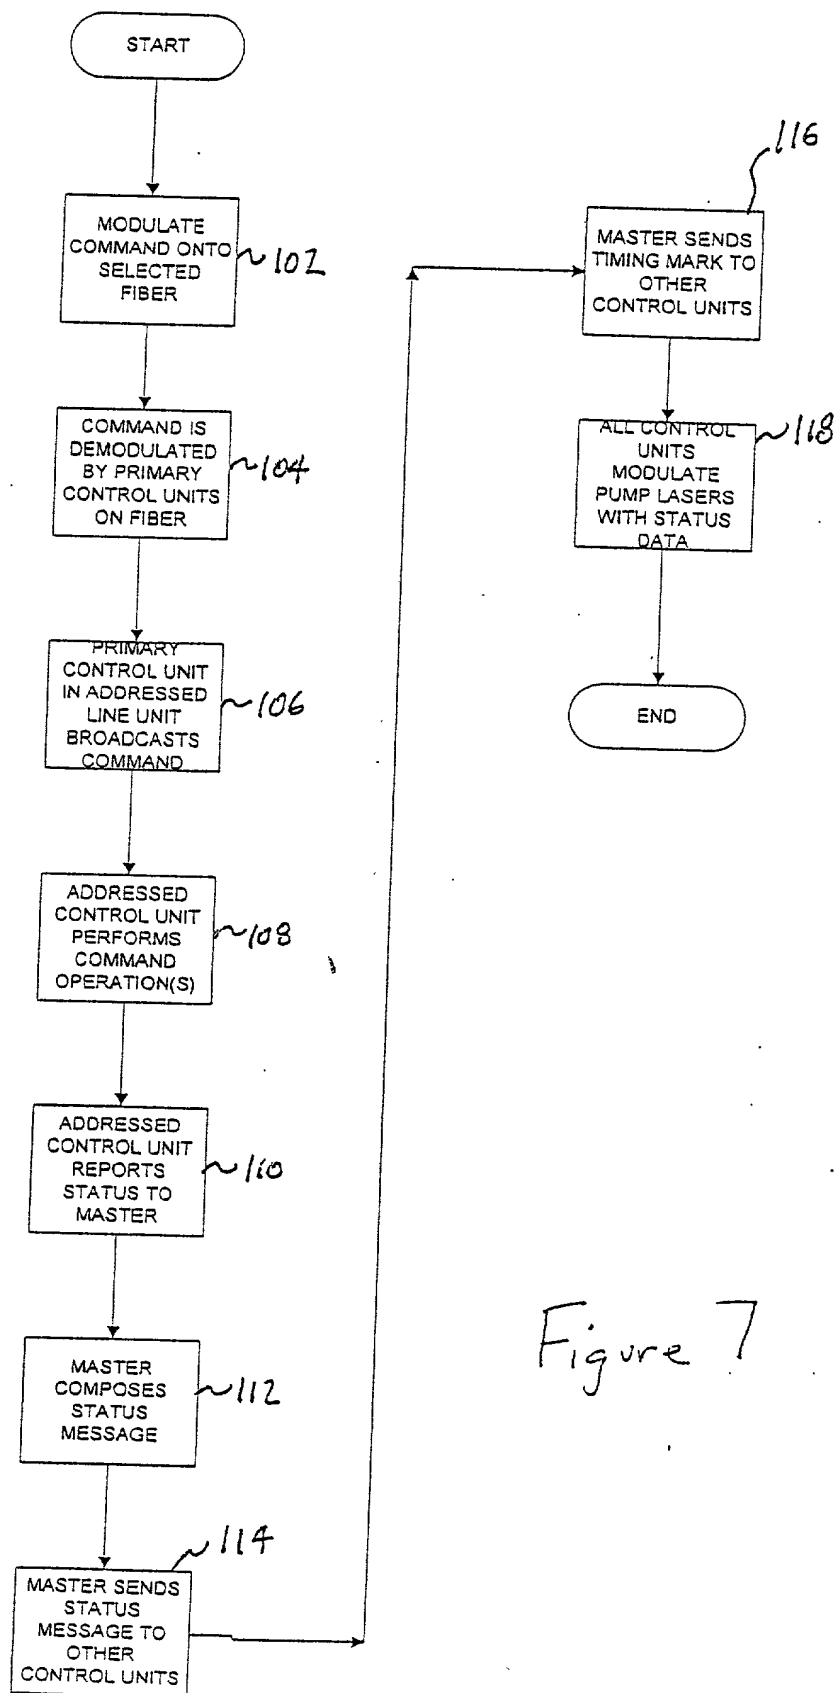 START
MODULATE
COMMAND ONTO
SELECTED
FIBER
102
COMMAND IS
DEMODULATED
BY PRIMARY
CONTROL UNITS
ON FIBER
104
PRIMARY
CONTROL UNIT
IN ADDRESSED
LINE UNIT
BROADCASTS
COMMAND
106
ADDRESSED
CONTROL UNIT
PERFORMS
COMMAND
OPERATION(S)
108
ADDRESSED
CONTROL UNIT
REPORTS
STATUS TO
MASTER
110
MASTER
COMPOSES
STATUS
MESSAGE
112
114
MASTER SENDS
STATUS
MESSAGE TO
OTHER
CONTROL UNITS
116
MASTER SENDS
TIMING MARK TO
OTHER
CONTROL UNITS
118
ALL CONTROL
UNITS
MODULATE
PUMP LASERS
WITH STATUS
DATA
END
Figure 7